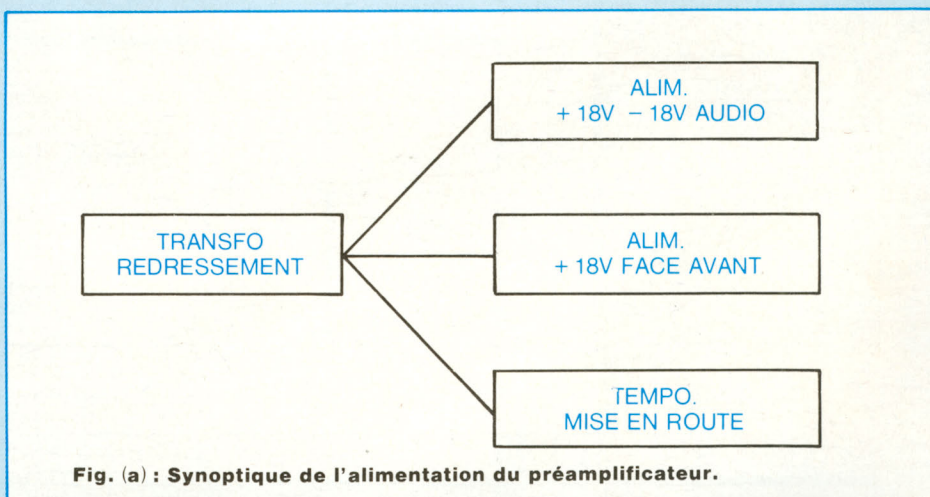 ALIM.
+ 18V – 18V AUDIO
TRANSFO
REDRESSEMENT
ALIM.
+ 18V FACE AVANT
TEMPO.
MISE EN ROUTE
Fig. (a) : Synoptique de l'alimentation du préamplificateur.